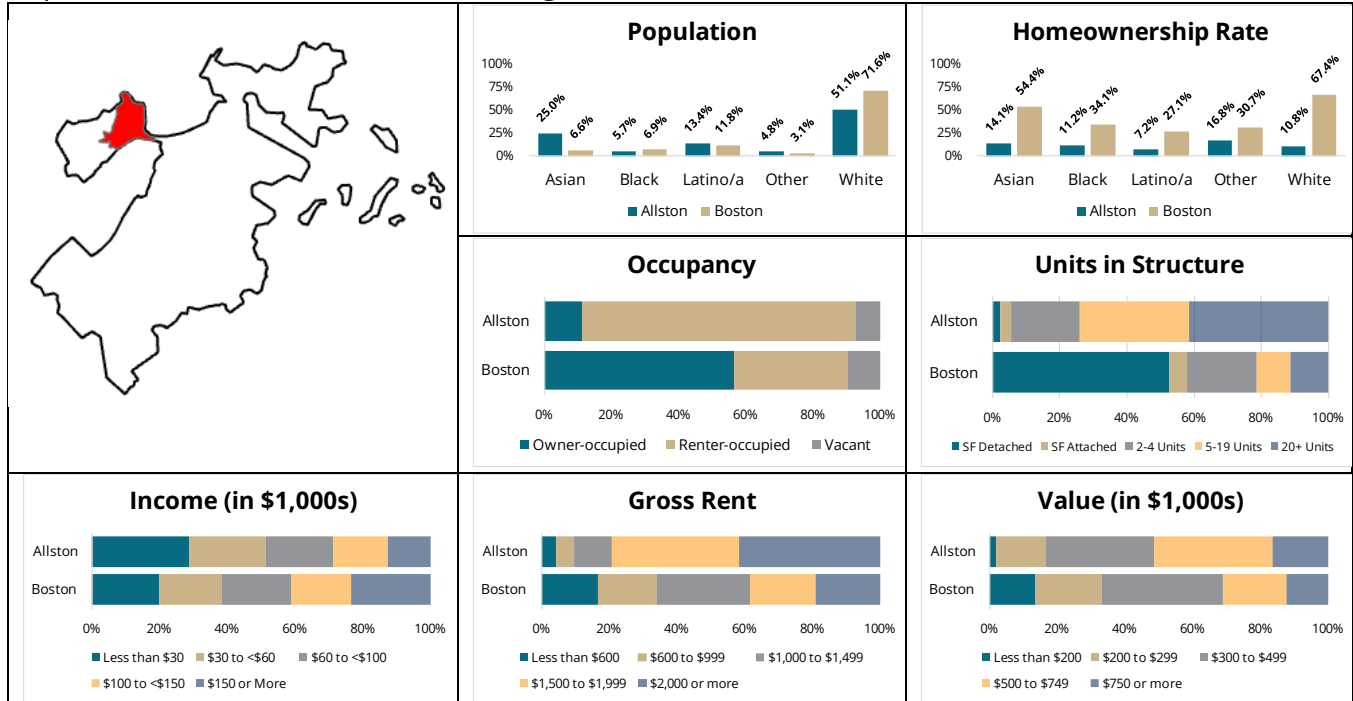 Population
100%
75%
50%
25%
0%
25.0%
6.6%
5.7%
6.9%
13.4%
11.8%
4.8%
3.1%
51.1%
71.6%
Asian Black Latino/a Other White
Allston Boston
Homeownership Rate
100%
75%
50%
25%
0%
14.1%
54.4%
11.2%
34.1%
7.2%
27.1%
16.8%
30.7%
10.8%
67.4%
Asian Black Latino/a Other White
Allston Boston
Occupancy
Allston
Boston
0% 20% 40% 60% 80% 100%
Owner-occupied Renter-occupied Vacant
Units in Structure
Allston
Boston
0% 20% 40% 60% 80% 100%
SF Detached SF Attached 2-4 Units 5-19 Units 20+ Units
Income (in $1,000s)
Allston
Boston
0% 20% 40% 60% 80% 100%
Less than $30 $30 to <$60 $60 to <$100
$100 to <$150 $150 or More
Gross Rent
Allston
Boston
0% 20% 40% 60% 80% 100%
Less than $600 $600 to $999 $1,000 to $1,499
$1,500 to $1,999 $2,000 or more
Value (in $1,000s)
Allston
Boston
0% 20% 40% 60% 80% 100%
Less than $200 $200 to $299 $300 to $499
$500 to $749 $750 or more